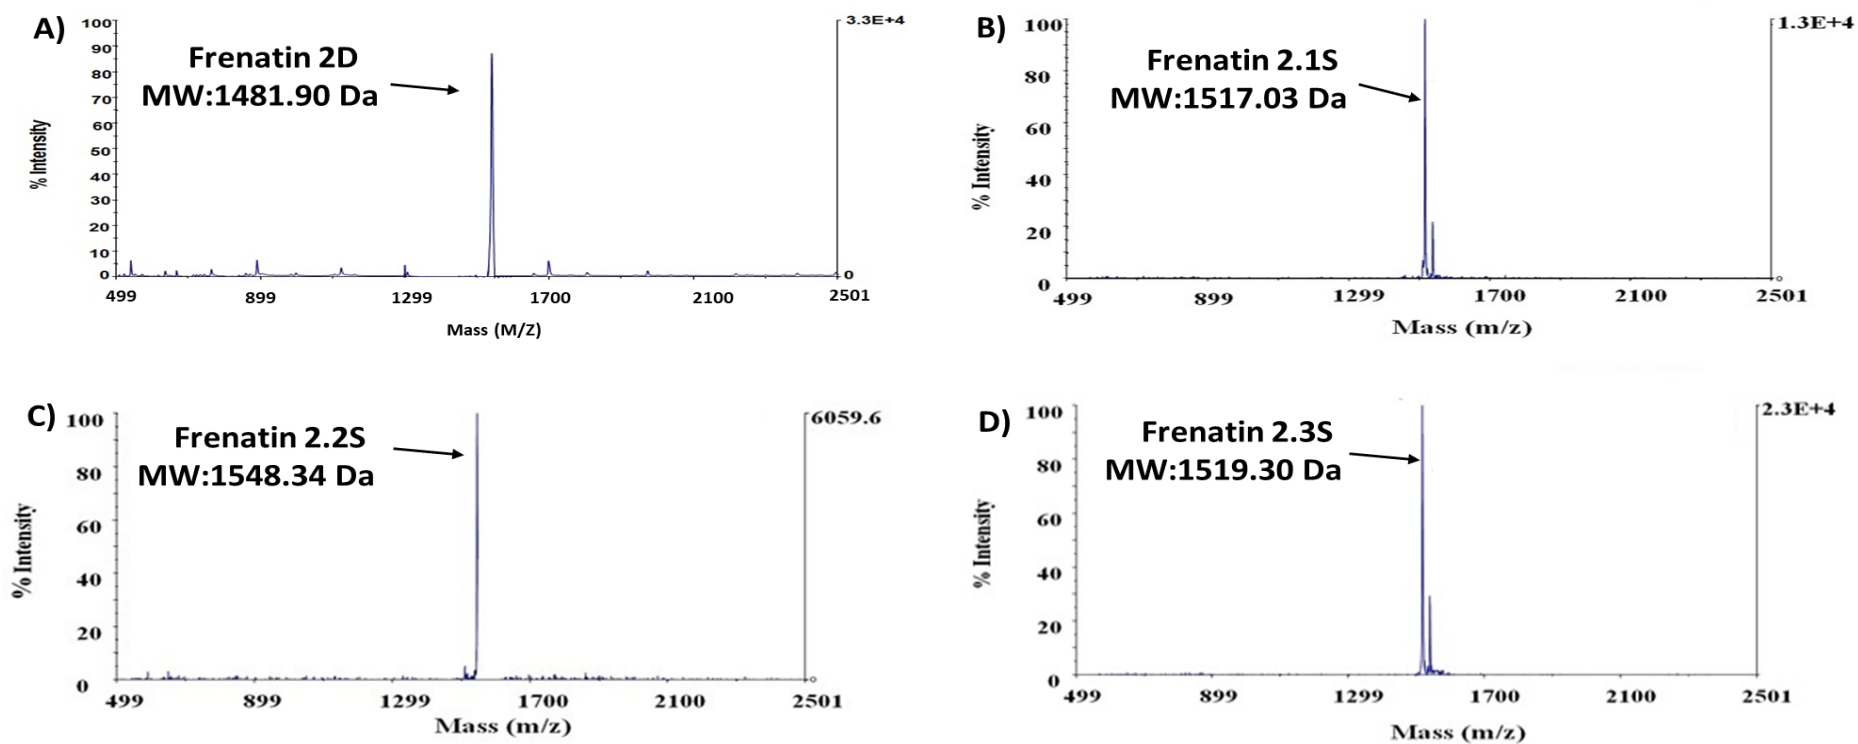 A)
Frenatin 2D
MW:1481.90 Da
100
90
80
70
60
50
40
30
20
10
0
% Intensity
3.3E+4
0
499 899 1299 1700 2100 2501
Mass (M/Z)
B)
Frenatin 2.1S
MW:1517.03 Da
100
80
60
40
20
0
% Intensity
1.3E+4
0
499 899 1299 1700 2100 2501
Mass (m/z)
C)
Frenatin 2.2S
MW:1548.34 Da
100
80
60
40
20
0
% Intensity
6059.6
0
499 899 1299 1700 2100 2501
Mass (m/z)
D)
Frenatin 2.3S
MW:1519.30 Da
100
80
60
40
20
0
% Intensity
2.3E+4
0
499 899 1299 1700 2100 2501
Mass (m/z)